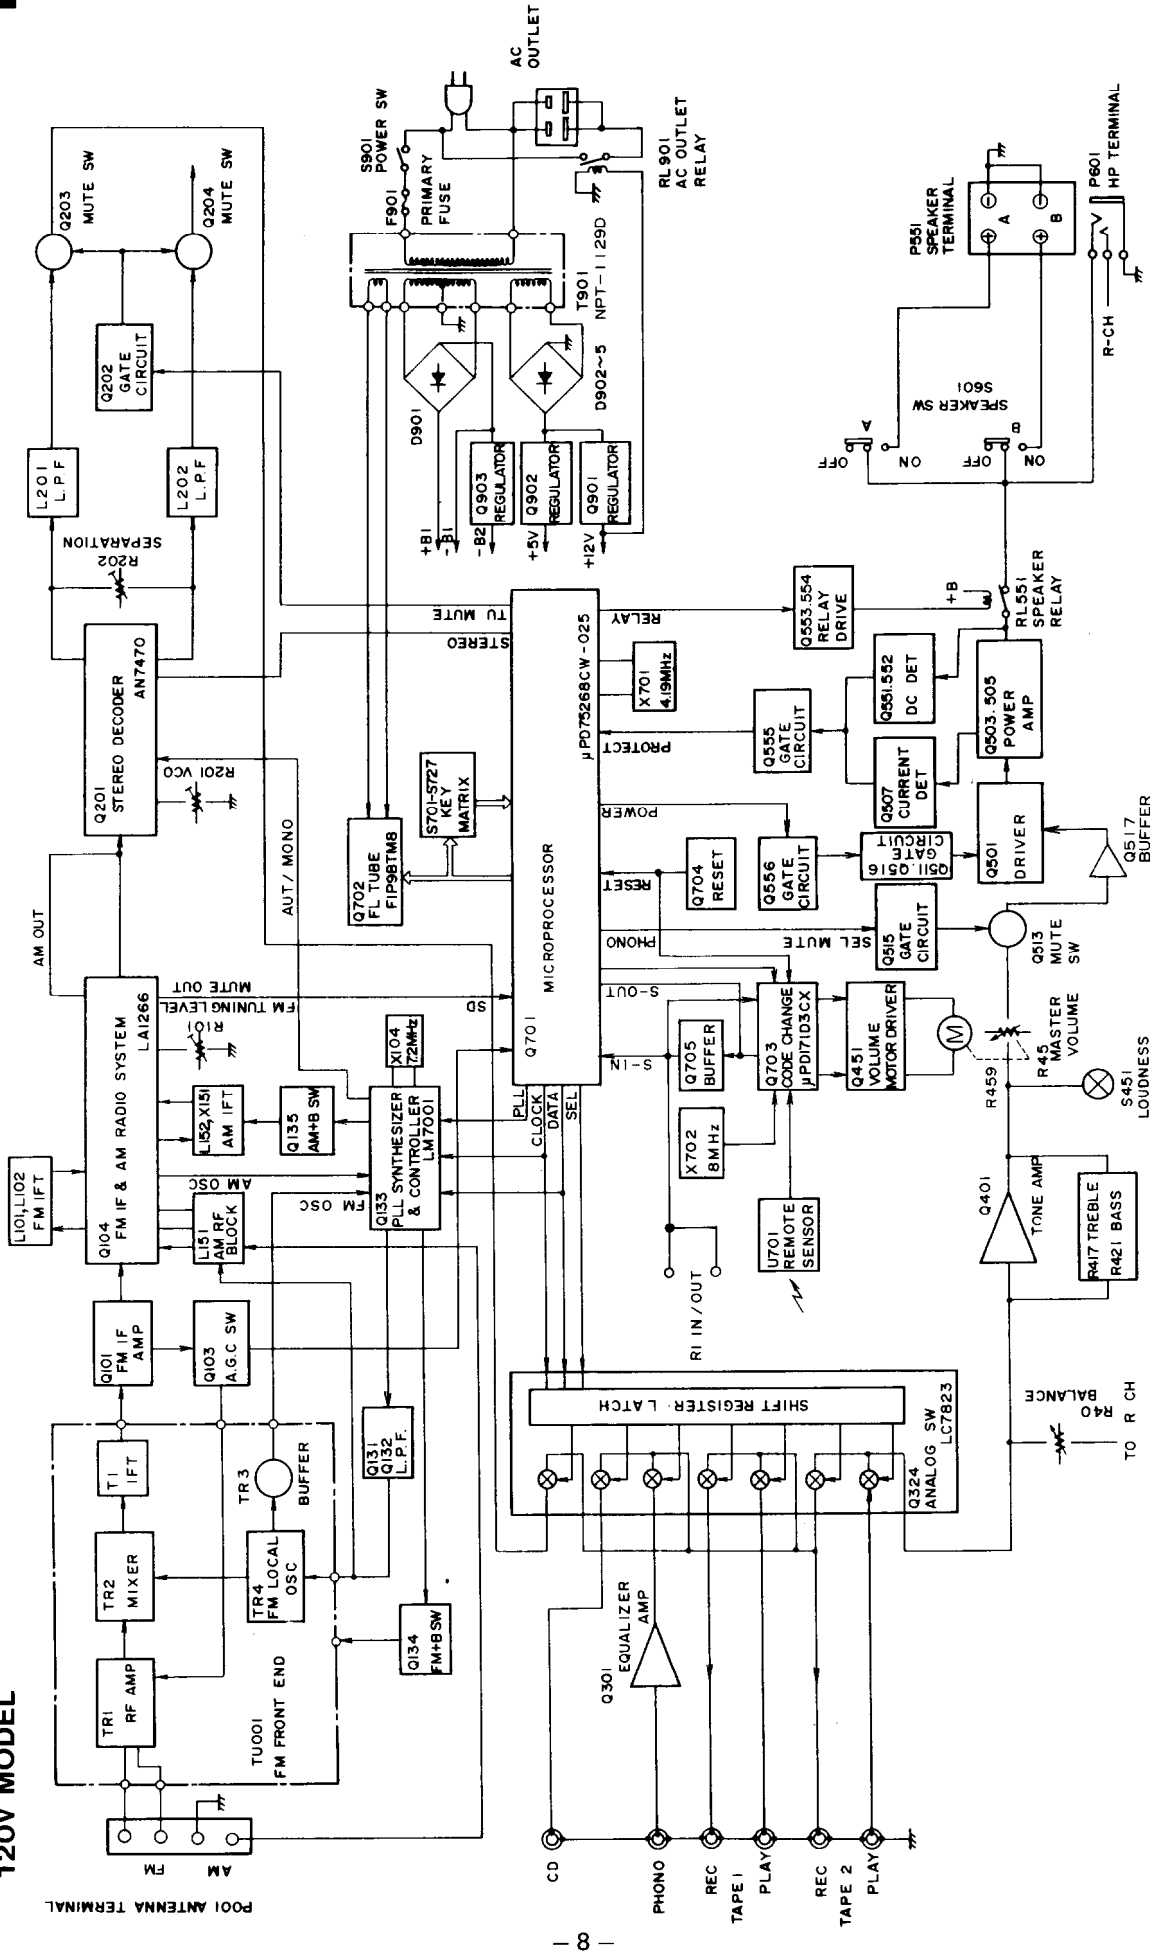 120V MODEL
P001 ANTENNA TERMINAL
FM
AM
TU001
FM FRONT END
TR1
RF AMP
TR2
MIXER
T1
IFT
TR3
BUFFER
TR4
FM LOCAL
OSC
Q101
FM IF
AMP
Q103
A.G.C SW
L101,L102
FM IFT
Q104
FM IF & AM RADIO SYSTEM
LA1266
L151
AM RF
BLOCK
L152,X151
AM IFT
Q135
AM+B SW
R101
AM OSC
FM OSC
FM TUNING LEVEL
MUTE OUT
SD
AM OUT
Q131
Q132
L.P.F.
Q134
FM+B SW
Q133
PLL SYNTHESIZER
& CONTROLLER
LM7001
X104
7.2MHz
AUT/MONO
Q201
STEREO DECODER
AN7470
R201 VCO
R202
SEPARATION
L201
L.P.F
L202
L.P.F
Q202
GATE
CIRCUIT
Q203
MUTE SW
Q204
MUTE SW
Q702
FL TUBE
FIP9BTM8
S701-S727
KEY
MATRIX
S901
POWER SW
F901
PRIMARY
FUSE
AC
OUTLET
RL901
AC OUTLET
RELAY
T901
NPT-1129D
D901
D902~5
Q903
REGULATOR
Q902
REGULATOR
Q901
REGULATOR
+B1
-B1
-B2
+5V
+12V
Q701
MICROPROCESSOR
μPD75268CW-025
PLL
CLOCK
DATA
SEL
STEREO
TU MUTE
S-IN
S-OUT
PHONO
RESET
POWER
PROTECT
RELAY
SEL MUTE
X701
4.19MHz
Q704
RESET
Q705
BUFFER
Q703
CODE CHANGE
μPD171D3CX
X702
8MHz
U701
REMOTE
SENSOR
RI IN/OUT
Q451
VOLUME
MOTOR DRIVER
M
Q515
GATE
CIRCUIT
Q556
GATE
CIRCUIT
Q511.Q516
GATE
CIRCUIT
Q555
GATE
CIRCUIT
Q553.554
RELAY
DRIVE
Q551.552
DC DET
Q507
CURRENT
DET
Q501
DRIVER
Q503.505
POWER
AMP
+B
RL551
SPEAKER
RELAY
Q517
BUFFER
Q513
MUTE
SW
R45
MASTER
VOLUME
R459
S451
LOUDNESS
Q401
TONE AMP
R417 TREBLE
R421 BASS
R40
BALANCE
TO R CH
SPEAKER SW
S601
A
OFF
ON
B
OFF
ON
P551
SPEAKER
TERMINAL
A
B
P601
HP TERMINAL
R-CH
SHIFT REGISTER · LATCH
Q324
ANALOG SW
LC7823
Q301
EQUALIZER
AMP
CD
PHONO
REC
TAPE 1
PLAY
REC
TAPE 2
PLAY
– 8 –